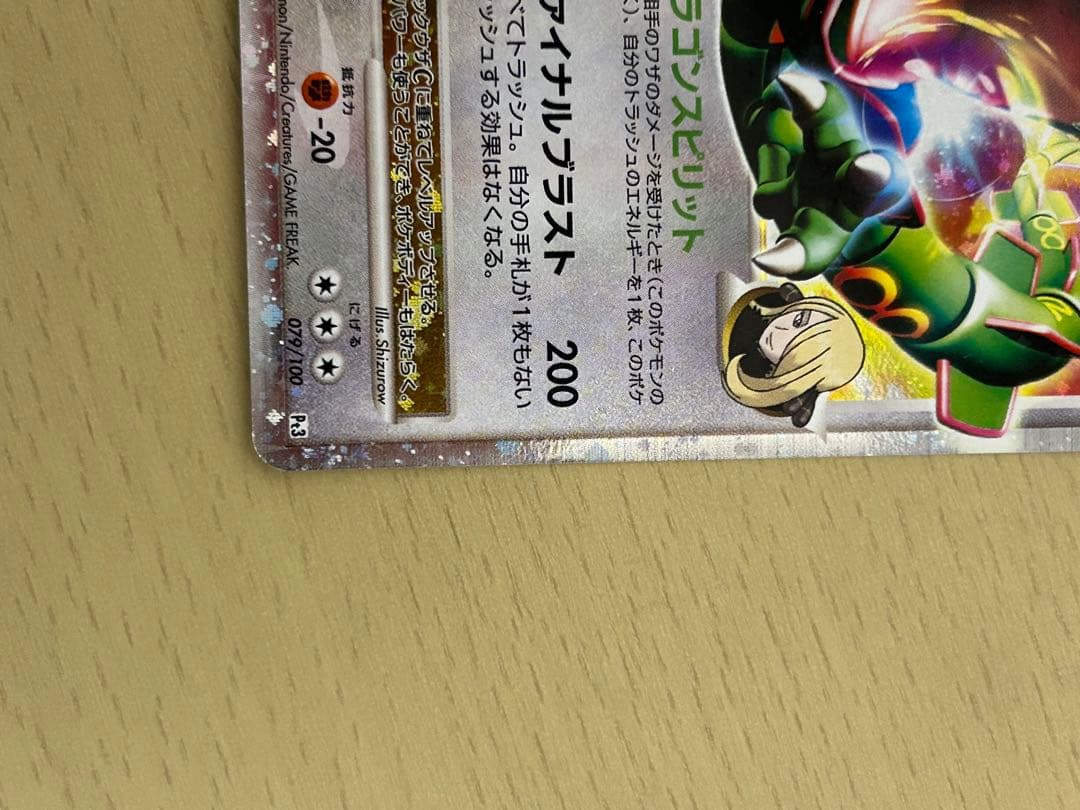 ラゴンスピリット
相手のワザのダメージを受けたとき(このポケモンの
く)、自分のトラッシュのエネルギーを1枚、このポケ
ァイナルブラスト 200
べてトラッシュ。自分の手札が1枚もない
ッシュする効果はなくなる。
ックウザCに重ねてレベルアップさせる。
パワーも使うことができ、ポケボディーもはたらく。
Illus. Shizurow
抵抗力
-20
にげる
mon/Nintendo/Creatures/GAME FREAK.
079/100
Pt3